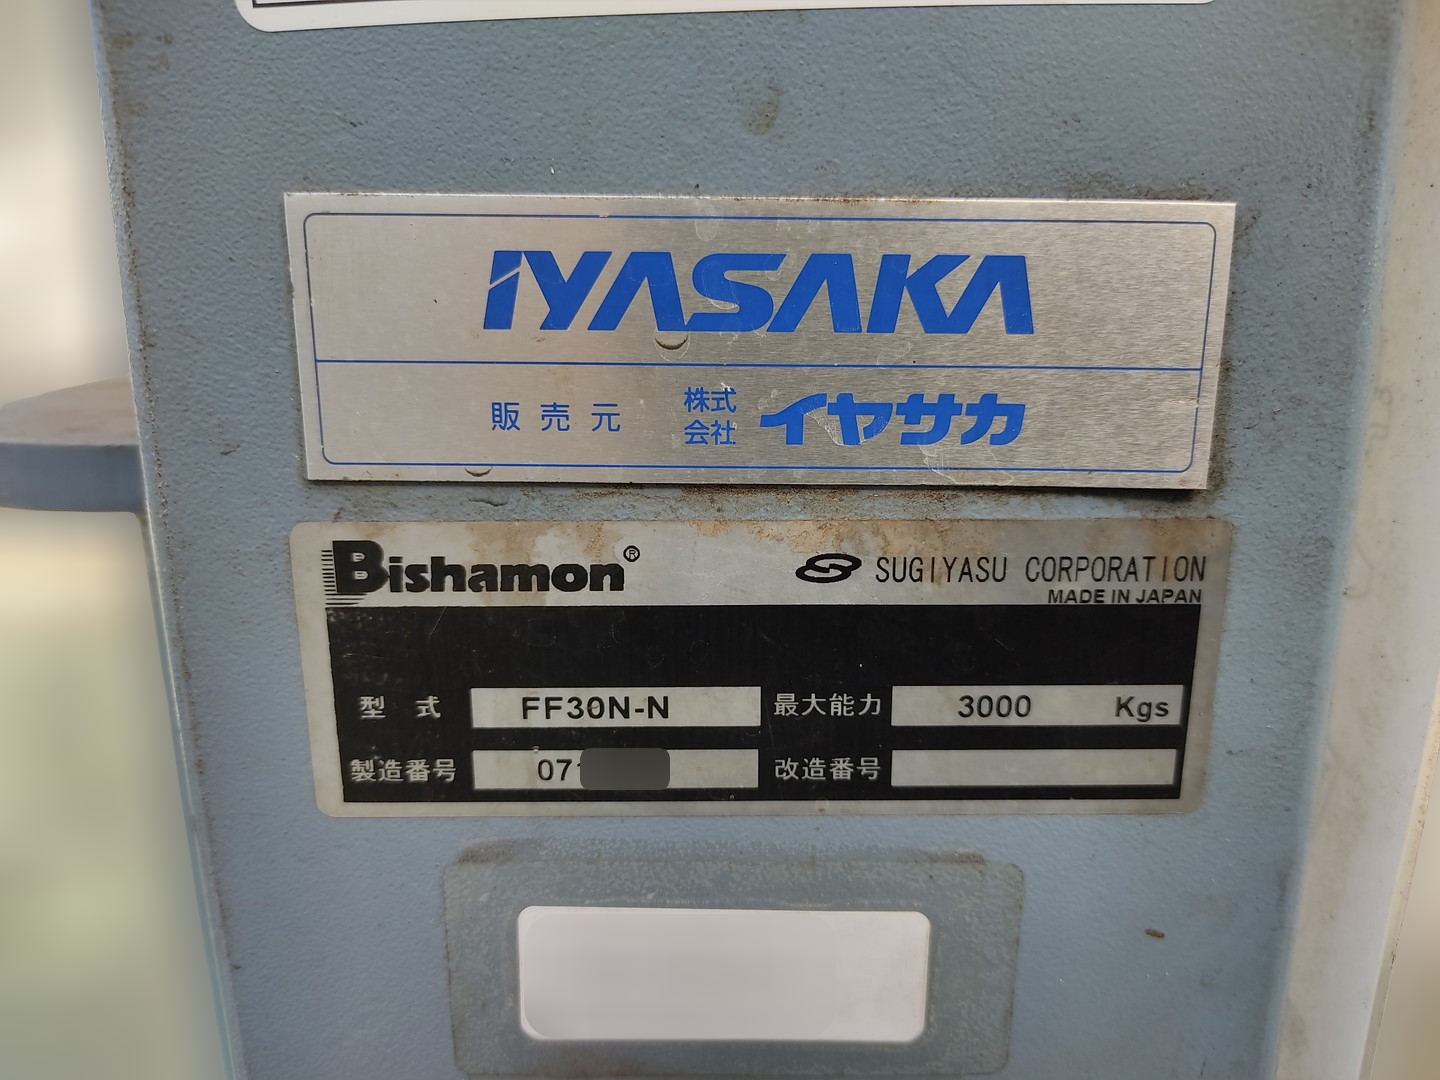 IYASAKA
販売元 株式会社 イヤサカ
Bishamon®
SUGIYASU CORPORATION
MADE IN JAPAN
型式 FF30N-N 最大能力 3000 Kgs
製造番号 07 改造番号